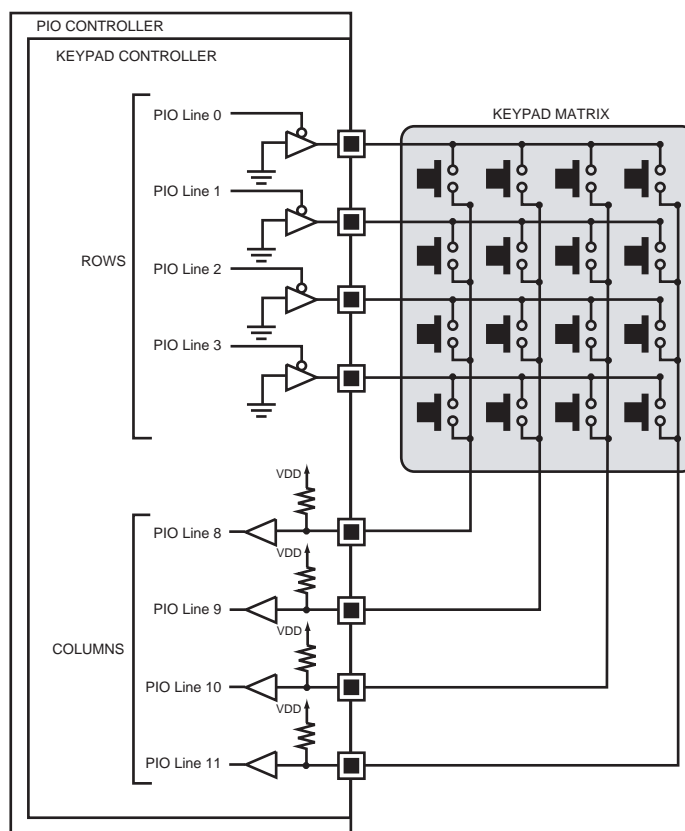 PIO CONTROLLER
KEYPAD CONTROLLER
KEYPAD MATRIX
PIO Line 0
PIO Line 1
ROWS
PIO Line 2
PIO Line 3
VDD
PIO Line 8
VDD
PIO Line 9
VDD
COLUMNS
PIO Line 10
VDD
PIO Line 11